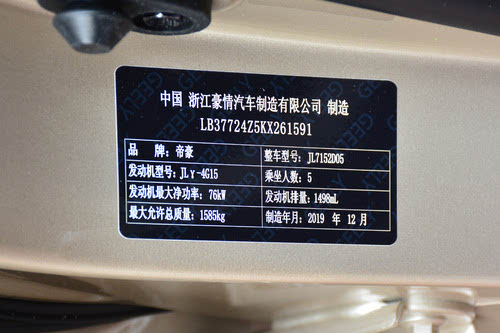 中国 浙江豪情汽车制造有限公司 制造
LB37724Z5KX261591
品 牌：帝豪 整车型号：JL7152D05
发动机型号：JLγ-4G15 乘坐人数：5
发动机最大净功率：76kW 发动机排量：1498mL
最大允许总质量：1585kg 制造年月：2019 年 12 月